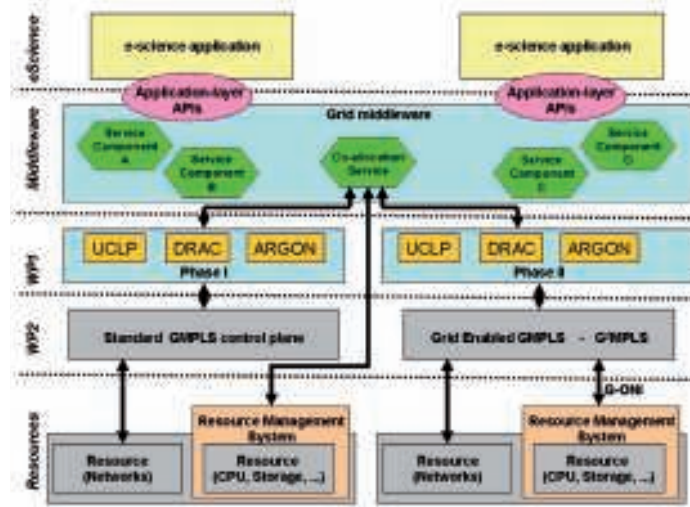 eScience
e-science application
e-science application
Application-layer
APIs
Application-layer
APIs
Middleware
Grid middleware
Service
Component
A
Service
Component
B
Co-allocation
Service
Service
Component
Service
Component
WP1
UCLP
DRAC
ARGON
Phase I
UCLP
DRAC
ARGON
Phase II
WP2
Standard GMPLS control plane
Grid Enabled GMPLS - G²MPLS
G-OUNI
Resources
Resource Management
System
Resource
(Networks)
Resource
(CPU, Storage, ...)
Resource Management
System
Resource
(Networks)
Resource
(CPU, Storage, ...)